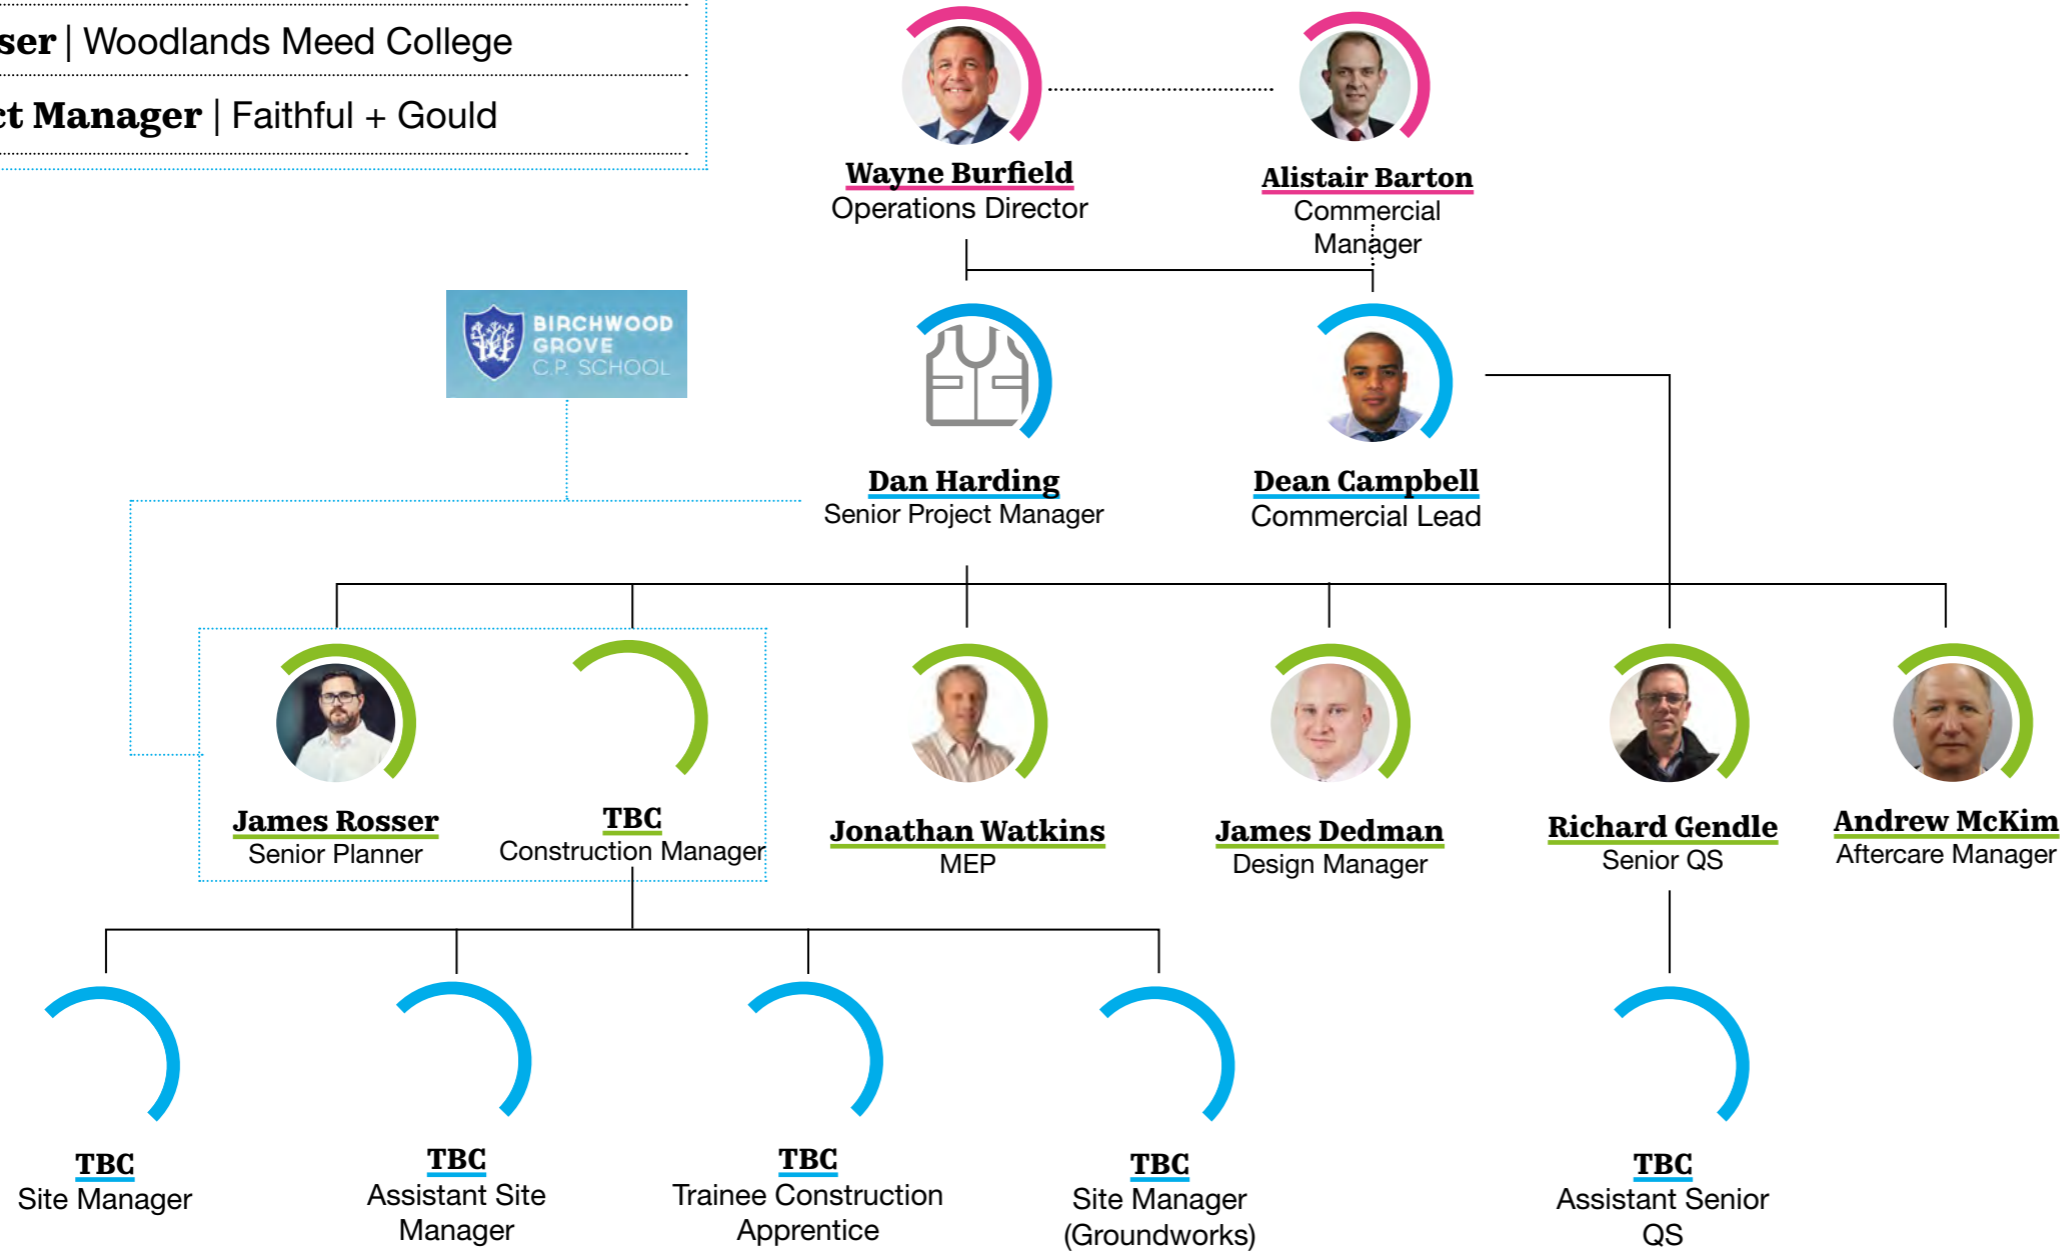 ser | Woodlands Meed College
ct Manager | Faithful + Gould
Wayne Burfield
Operations Director
Alistair Barton
Commercial
Manager
BIRCHWOOD
GROVE
C.P. SCHOOL
Dan Harding
Senior Project Manager
Dean Campbell
Commercial Lead
James Rosser
Senior Planner
TBC
Construction Manager
Jonathan Watkins
MEP
James Dedman
Design Manager
Richard Gendle
Senior QS
Andrew McKim
Aftercare Manager
TBC
Site Manager
TBC
Assistant Site
Manager
TBC
Trainee Construction
Apprentice
TBC
Site Manager
(Groundworks)
TBC
Assistant Senior
QS